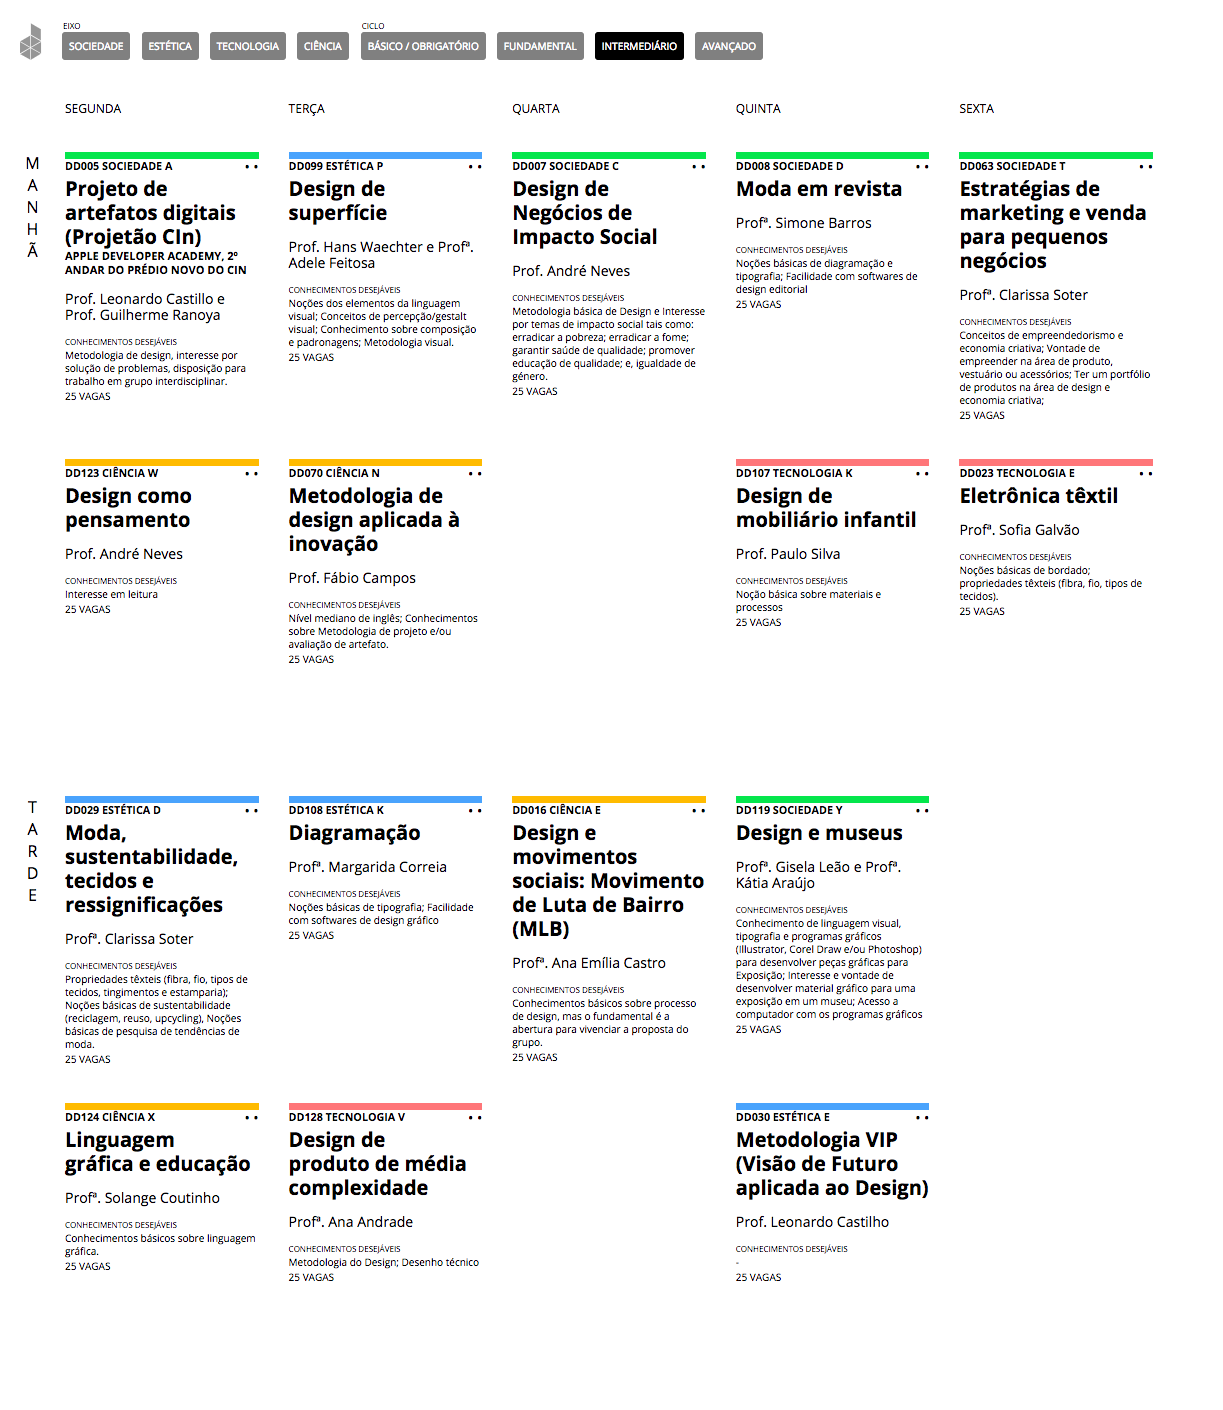 EIXO
CICLO
SOCIEDADE
ESTÉTICA
TECNOLOGIA
CIÊNCIA
BÁSICO / OBRIGATÓRIO
FUNDAMENTAL
INTERMEDIÁRIO
AVANÇADO
SEGUNDA
TERÇA
QUARTA
QUINTA
SEXTA
M
A
N
H
Ã
DD005 SOCIEDADE A
Projeto de
artefatos digitais
(Projetão CIn)
APPLE DEVELOPER ACADEMY, 2º
ANDAR DO PRÉDIO NOVO DO CIN
Prof. Leonardo Castillo e
Prof. Guilherme Ranoya
CONHECIMENTOS DESEJÁVEIS
Metodologia de design, interesse por
solução de problemas, disposição para
trabalho em grupo interdisciplinar.
25 VAGAS
DD099 ESTÉTICA P
Design de
superfície
Prof. Hans Waechter e Profª.
Adele Feitosa
CONHECIMENTOS DESEJÁVEIS
Noções dos elementos da linguagem
visual; Conceitos de percepção/gestalt
visual; Conhecimento sobre composição
e padronagens; Metodologia visual.
25 VAGAS
DD007 SOCIEDADE C
Design de
Negócios de
Impacto Social
Prof. André Neves
CONHECIMENTOS DESEJÁVEIS
Metodologia básica de Design e Interesse
por temas de impacto social tais como:
erradicar a pobreza; erradicar a fome;
garantir saúde de qualidade; promover
educação de qualidade; e, igualdade de
gênero.
25 VAGAS
DD008 SOCIEDADE D
Moda em revista
Profª. Simone Barros
CONHECIMENTOS DESEJÁVEIS
Noções básicas de diagramação e
tipografia; Facilidade com softwares de
design editorial
25 VAGAS
DD063 SOCIEDADE T
Estratégias de
marketing e venda
para pequenos
negócios
Profª. Clarissa Soter
CONHECIMENTOS DESEJÁVEIS
Conceitos de empreendedorismo e
economia criativa; Vontade de
empreender na área de produto,
vestuário ou acessórios; Ter um portfólio
de produtos na área de design e
economia criativa;
25 VAGAS
DD123 CIÊNCIA W
Design como
pensamento
Prof. André Neves
CONHECIMENTOS DESEJÁVEIS
Interesse em leitura
25 VAGAS
DD070 CIÊNCIA N
Metodologia de
design aplicada à
inovação
Prof. Fábio Campos
CONHECIMENTOS DESEJÁVEIS
Nível mediano de inglês; Conhecimentos
sobre Metodologia de projeto e/ou
avaliação de artefato.
25 VAGAS
DD107 TECNOLOGIA K
Design de
mobiliário infantil
Prof. Paulo Silva
CONHECIMENTOS DESEJÁVEIS
Noção básica sobre materiais e
processos
25 VAGAS
DD023 TECNOLOGIA E
Eletrônica têxtil
Profª. Sofia Galvão
CONHECIMENTOS DESEJÁVEIS
Noções básicas de bordado;
propriedades têxteis (fibra, fio, tipos de
tecidos).
25 VAGAS
T
A
R
D
E
DD029 ESTÉTICA D
Moda,
sustentabilidade,
tecidos e
ressignificações
Profª. Clarissa Soter
CONHECIMENTOS DESEJÁVEIS
Propriedades têxteis (fibra, fio, tipos de
tecidos, tingimentos e estamparia);
Noções básicas de sustentabilidade
(reciclagem, reuso, upcycling), Noções
básicas de pesquisa de tendências de
moda.
25 VAGAS
DD108 ESTÉTICA K
Diagramação
Profª. Margarida Correia
CONHECIMENTOS DESEJÁVEIS
Noções básicas de tipografia; Facilidade
com softwares de design gráfico
25 VAGAS
DD016 CIÊNCIA E
Design e
movimentos
sociais: Movimento
de Luta de Bairro
(MLB)
Profª. Ana Emília Castro
CONHECIMENTOS DESEJÁVEIS
Conhecimentos básicos sobre processo
de design, mas o fundamental é a
abertura para vivenciar a proposta do
grupo.
25 VAGAS
DD119 SOCIEDADE Y
Design e museus
Profª. Gisela Leão e Profª.
Kátia Araújo
CONHECIMENTOS DESEJÁVEIS
Conhecimento de linguagem visual,
tipografia e programas gráficos
(Illustrator, Corel Draw e/ou Photoshop)
para desenvolver peças gráficas para
Exposição; Interesse e vontade de
desenvolver material gráfico para uma
exposição em um museu; Acesso a
computador com os programas gráficos
25 VAGAS
DD124 CIÊNCIA X
Linguagem
gráfica e educação
Profª. Solange Coutinho
CONHECIMENTOS DESEJÁVEIS
Conhecimentos básicos sobre linguagem
gráfica.
25 VAGAS
DD128 TECNOLOGIA V
Design de
produto de média
complexidade
Profª. Ana Andrade
CONHECIMENTOS DESEJÁVEIS
Metodologia do Design; Desenho técnico
25 VAGAS
DD030 ESTÉTICA E
Metodologia VIP
(Visão de Futuro
aplicada ao Design)
Prof. Leonardo Castilho
CONHECIMENTOS DESEJÁVEIS
-
25 VAGAS